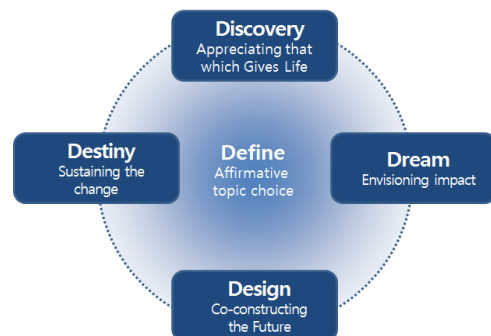 Discovery
Appreciating that
which Gives Life
Destiny
Sustaining the
change
Define
Affirmative
topic choice
Dream
Envisioning impact
Design
Co-constructing
the Future